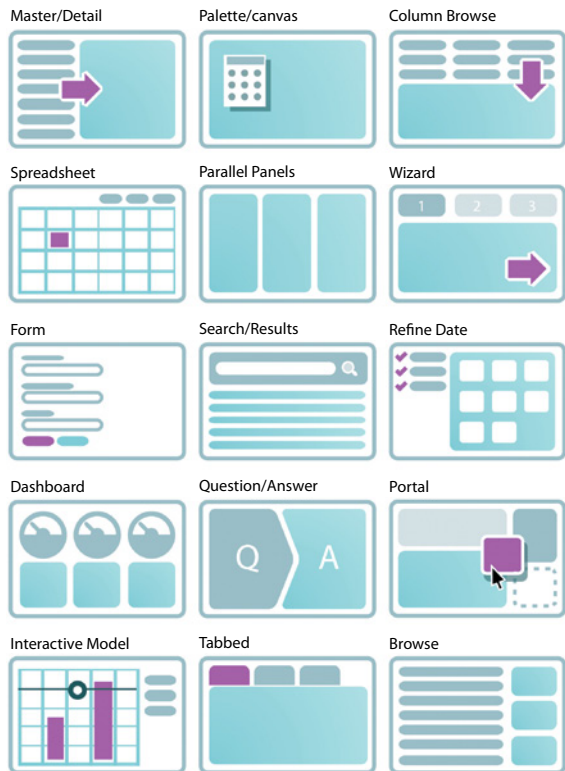 Master/Detail
Palette/canvas
Column Browse
Spreadsheet
Parallel Panels
Wizard
1
2
3
Form
Search/Results
Refine Date
Dashboard
Question/Answer
Portal
Q
A
Interactive Model
Tabbed
Browse